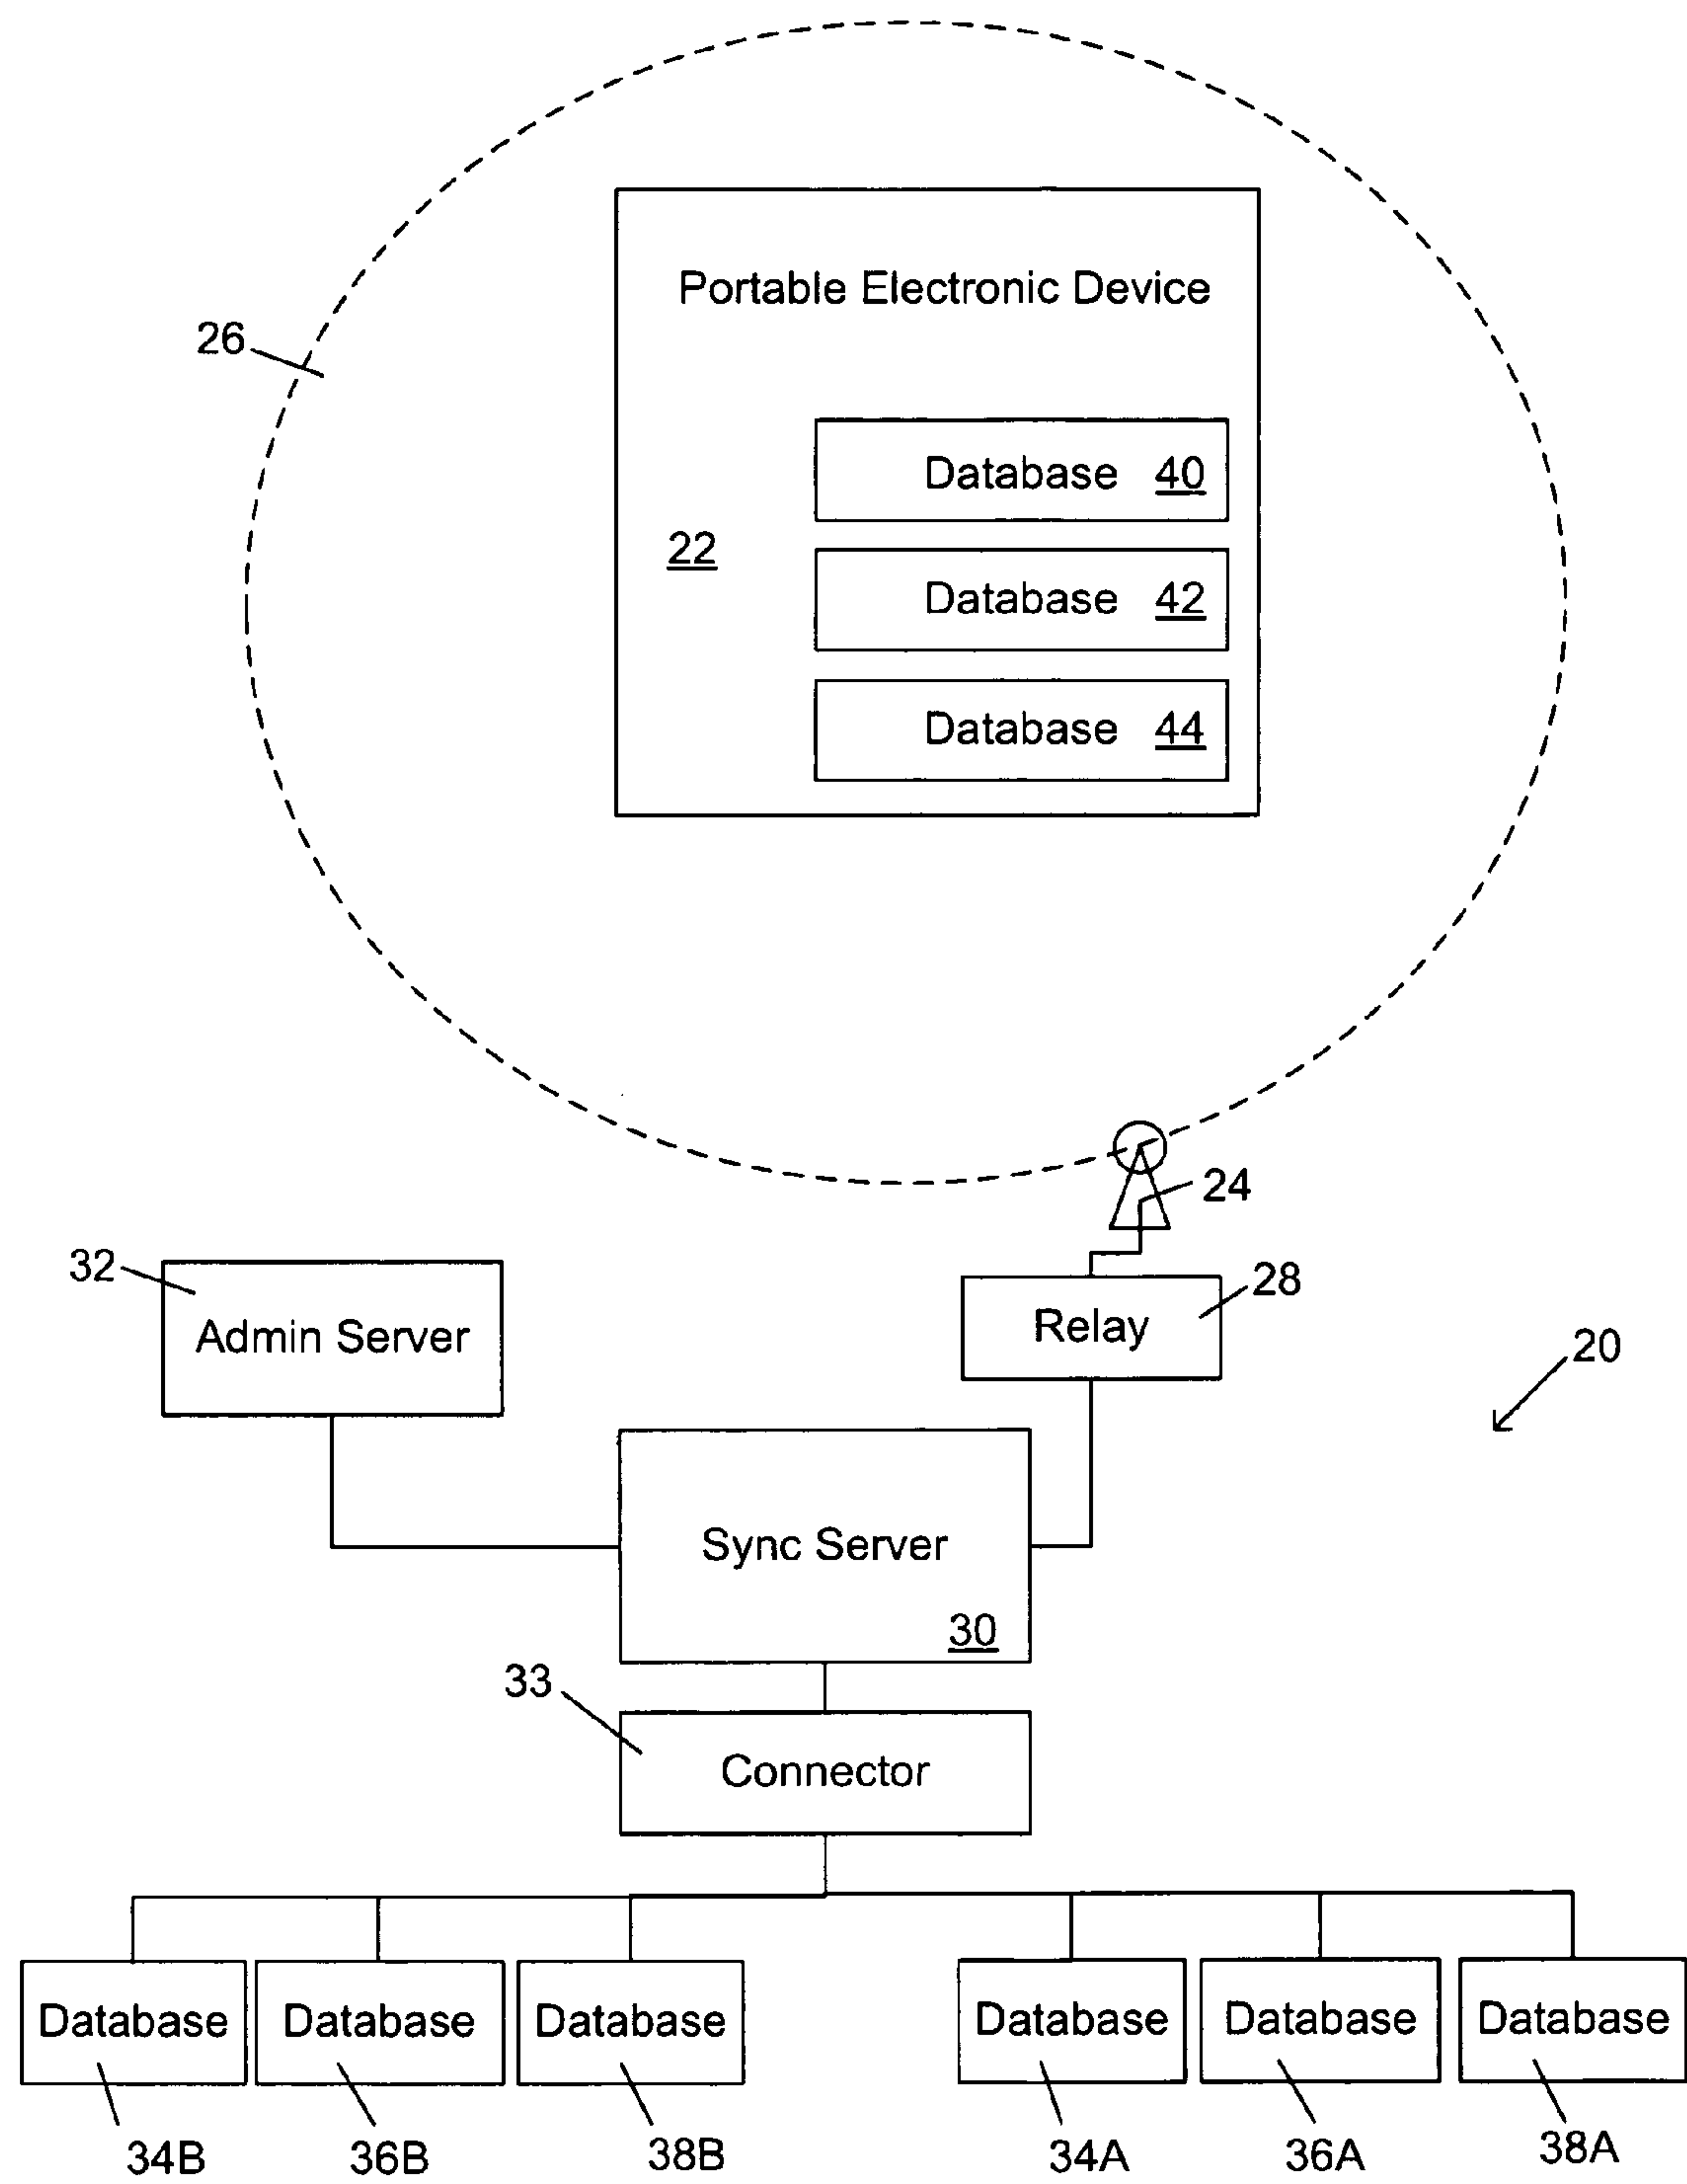 Portable Electronic Device
26
Database 40
22
Database 42
Database 44
24
32
28
Admin Server
Relay
20
Sync Server
30
33
Connector
Database Database Database Database Database Database
34B 36B 38B 34A 36A 38A